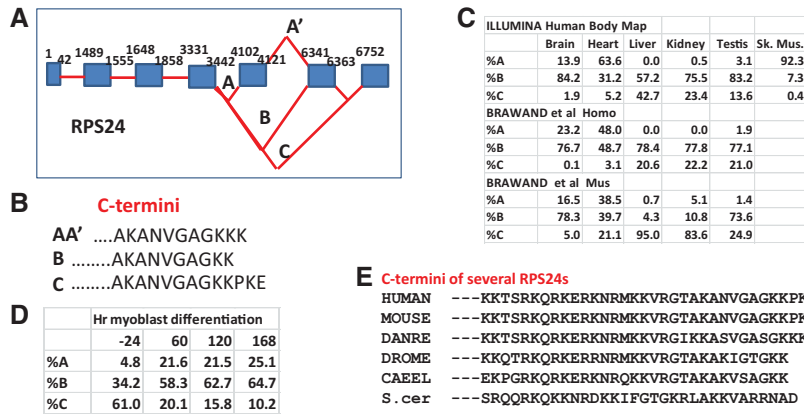 A
A'
1 42 1489 1555 1648 1858 3331 3442 4102 4121 6341 6363 6752
A
B
C
RPS24
B
C-termini
AA' ....AKANVGAGKKK
B ........AKANVGAGKK
C ........AKANVGAGKKPKE
C
ILLUMINA Human Body Map
Brain Heart Liver Kidney Testis Sk. Mus.
%A 13.9 63.6 0.0 0.5 3.1 92.3
%B 84.2 31.2 57.2 75.5 83.2 7.3
%C 1.9 5.2 42.7 23.4 13.6 0.4
BRAWAND et al Homo
%A 23.2 48.0 0.0 0.0 1.9
%B 76.7 48.7 78.4 77.8 77.1
%C 0.1 3.1 20.6 22.2 21.0
BRAWAND et al Mus
%A 16.5 38.5 0.7 5.1 1.4
%B 78.3 39.7 4.3 10.8 73.6
%C 5.0 21.1 95.0 83.6 24.9
D
Hr myoblast differentiation
-24 60 120 168
%A 4.8 21.6 21.5 25.1
%B 34.2 58.3 62.7 64.7
%C 61.0 20.1 15.8 10.2
E
C-termini of several RPS24s
HUMAN ---KKTSRKQRKERKNRMKKVRGTAKANVGAGKKPK
MOUSE ---KKTSRKQRKERKNRMKKVRGTAKANVGAGKKPK
DANRE ---KKTSRKQRKERKNRMKKVRGIKKASVGASGKKK
DROME ---KKQTRKQRKERRNRMKKVRGTAKAKIGTGKK
CAEEL ---EKPGRKQRKERKNRQKKVRGTAKAKVSAGKK
S.cer ---SRQQRKQKKNRDKKIFGTGKRLAKKVARRNAD